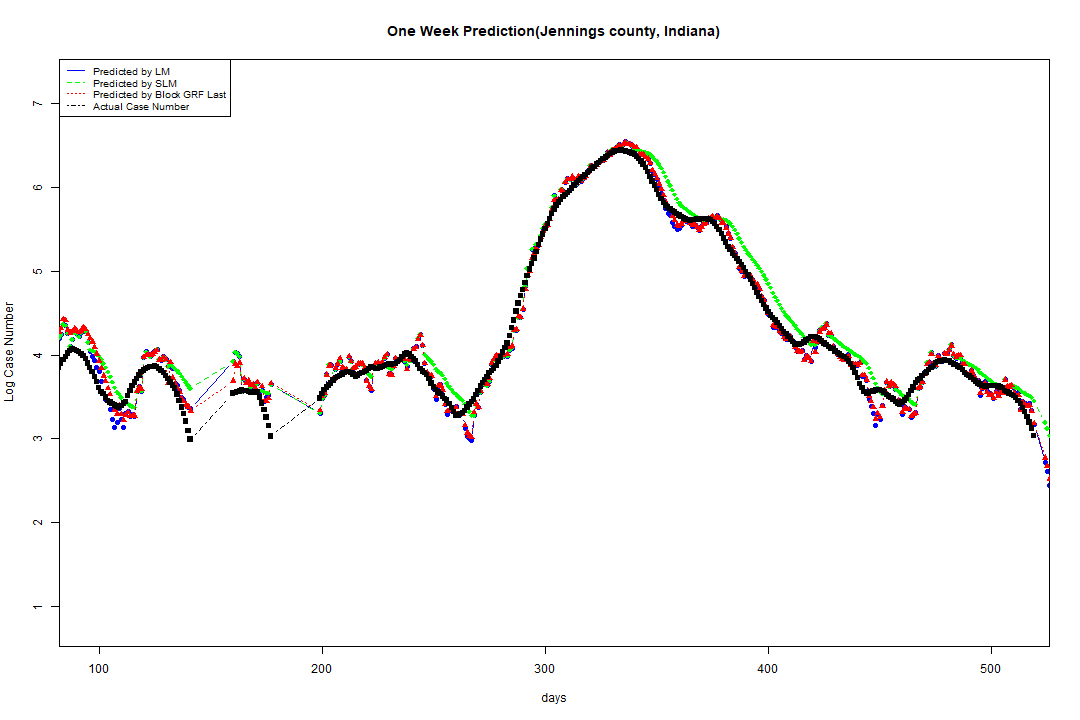 One Week Prediction(Jennings county, Indiana)
Predicted by LM
Predicted by SLM
Predicted by Block GRF Last
Actual Case Number
7
6
5
4
3
2
1
Log Case Number
100 200 300 400 500
days